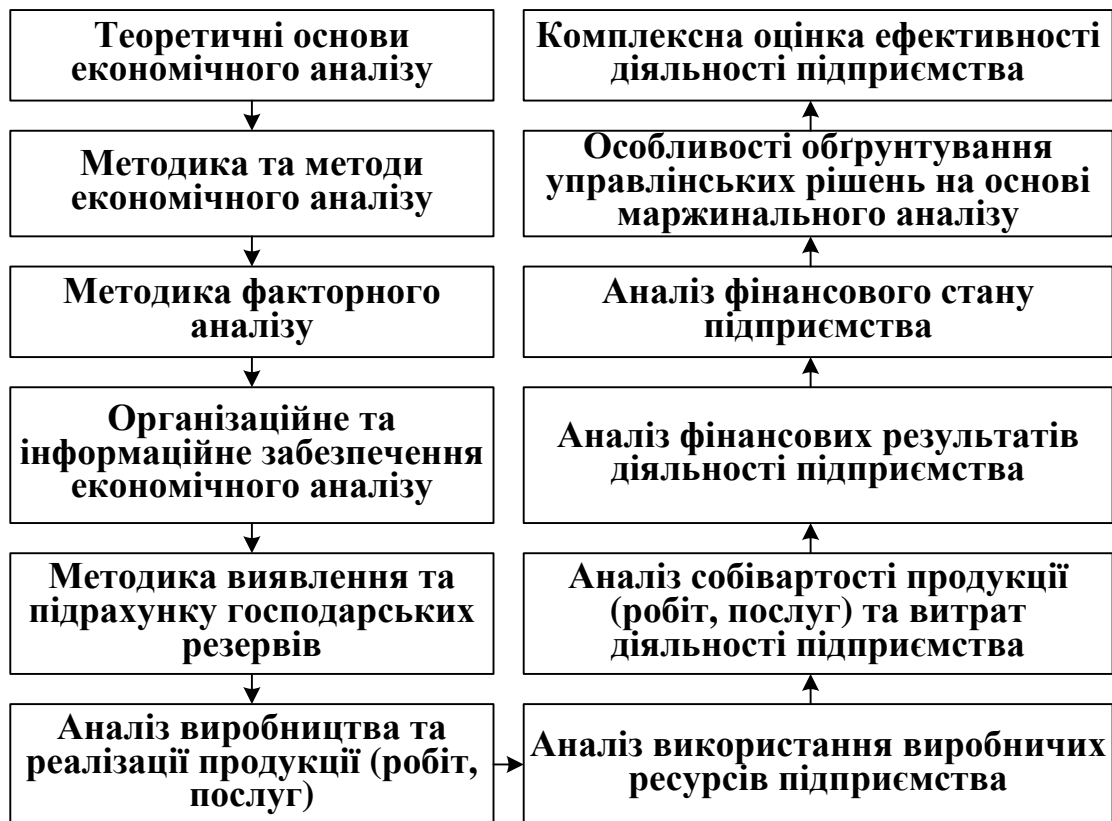 Теоретичні основи
економічного аналізу
Методика та методи
економічного аналізу
Методика факторного
аналізу
Організаційне та
інформаційне забезпечення
економічного аналізу
Методика виявлення та
підрахунку господарських
резервів
Аналіз виробництва та
реалізації продукції (робіт,
послуг)
Аналіз використання виробничих
ресурсів підприємства
Аналіз собівартості продукції
(робіт, послуг) та витрат
діяльності підприємства
Аналіз фінансових результатів
діяльності підприємства
Аналіз фінансового стану
підприємства
Особливості обґрунтування
управлінських рішень на основі
маржинального аналізу
Комплексна оцінка ефективності
діяльності підприємства